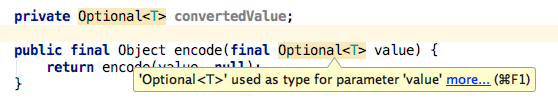 private Optional<T> convertedValue;
public final Object encode(final Optional<T> value) {
return encode(value, null);
'Optional<T>' used as type for parameter 'value' more... (⌘F1)
}